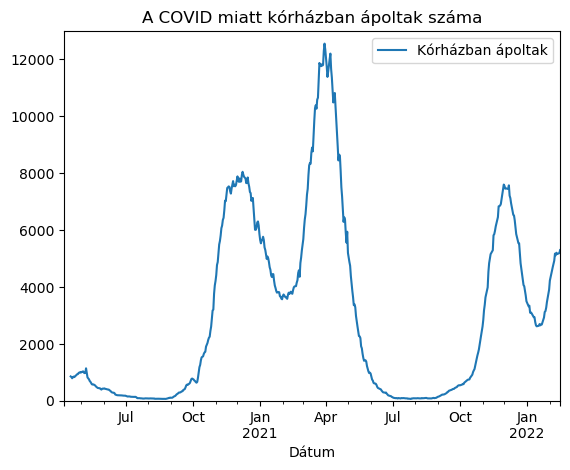 A COVID miatt kórházban ápoltak száma
Kórházban ápoltak
12000
10000
8000
6000
4000
2000
0
Jul Oct Jan Apr Jul Oct Jan
2021 2022
Dátum